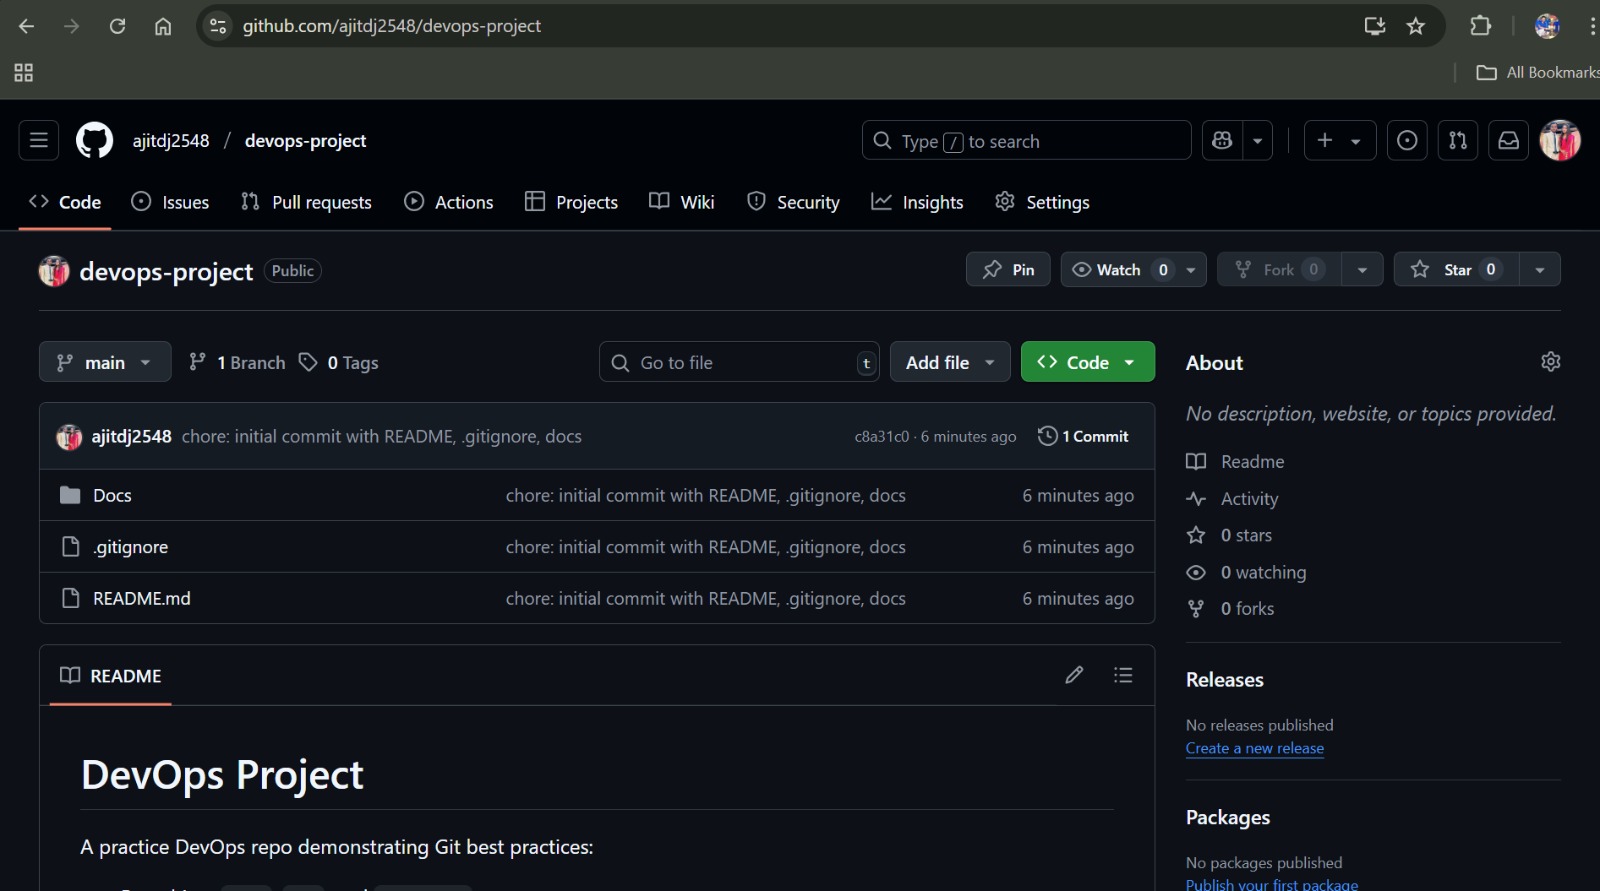 github.com/ajitdj2548/devops-project
All Bookmarks
ajitdj2548 / devops-project
Type / to search
Code Issues Pull requests Actions Projects Wiki Security Insights Settings
devops-project Public
Pin Watch 0 Fork 0 Star 0
main 1 Branch 0 Tags
Go to file t Add file Code
ajitdj2548 chore: initial commit with README, .gitignore, docs c8a31c0 · 6 minutes ago 1 Commit
Docs chore: initial commit with README, .gitignore, docs 6 minutes ago
.gitignore chore: initial commit with README, .gitignore, docs 6 minutes ago
README.md chore: initial commit with README, .gitignore, docs 6 minutes ago
README
DevOps Project
A practice DevOps repo demonstrating Git best practices:
About
No description, website, or topics provided.
Readme
Activity
0 stars
0 watching
0 forks
Releases
No releases published
Create a new release
Packages
No packages published
Publish your first package